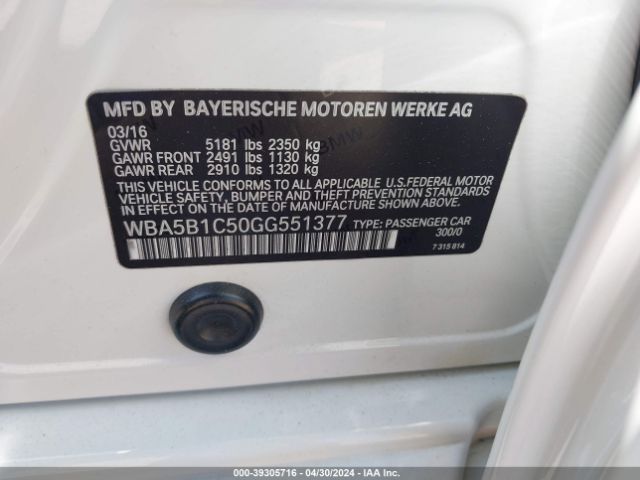 MFD BY BAYERISCHE MOTOREN WERKE AG
03/16
GVWR 5181 lbs 2350 kg
GAWR FRONT 2491 lbs 1130 kg
GAWR REAR 2910 lbs 1320 kg
THIS VEHICLE CONFORMS TO ALL APPLICABLE U.S.FEDERAL MOTOR
VEHICLE SAFETY, BUMPER, AND THEFT PREVENTION STANDARDS
IN EFFECT ON THE DATE OF MANUFACTURE SHOWN ABOVE.
WBA5B1C50GG551377 TYPE: PASSENGER CAR
300/0
7 315 814
BMW
000-39305716 - 04/30/2024 - IAA Inc.